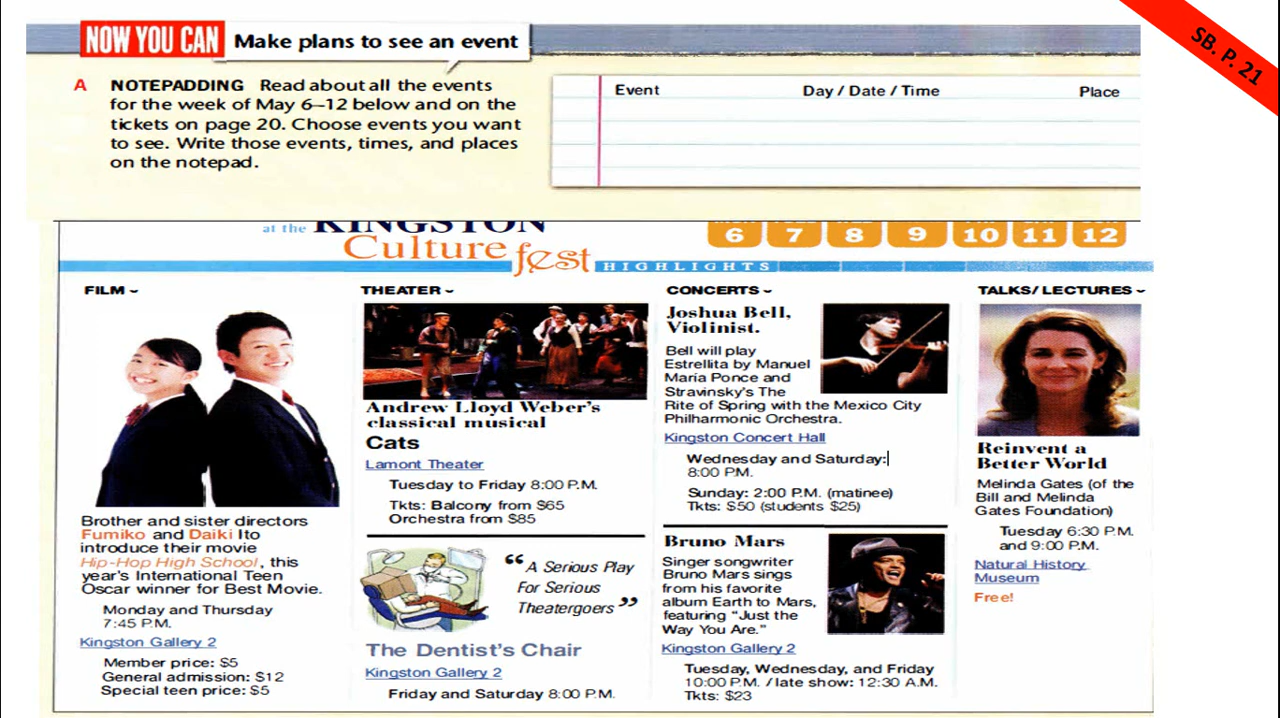 SB. P. 21
NOW YOU CAN Make plans to see an event
A NOTEPADDING Read about all the events
for the week of May 6–12 below and on the
tickets on page 20. Choose events you want
to see. Write those events, times, and places
on the notepad.
Event Day / Date / Time Place
at the KINGSTON
Culture fest HIGHLIGHTS
6 7 8 9 10 11 12
FILM
Brother and sister directors
Fumiko and Daiki Ito
introduce their movie
Hip-Hop High School, this
year's International Teen
Oscar winner for Best Movie.
Monday and Thursday
7:45 P.M.
Kingston Gallery 2
Member price: $5
General admission: $12
Special teen price: $5
THEATER
Andrew Lloyd Weber's
classical musical
Cats
Lamont Theater
Tuesday to Friday 8:00 P.M.
Tkts: Balcony from $65
Orchestra from $85
“ A Serious Play
For Serious
Theatergoers ”
The Dentist's Chair
Kingston Gallery 2
Friday and Saturday 8:00 P.M.
CONCERTS
Joshua Bell,
Violinist.
Bell will play
Estrellita by Manuel
María Ponce and
Stravinsky's The
Rite of Spring with the Mexico City
Philharmonic Orchestra.
Kingston Concert Hall
Wednesday and Saturday:
8:00 P.M.
Sunday: 2:00 P.M. (matinee)
Tkts: $50 (students $25)
Bruno Mars
Singer songwriter
Bruno Mars sings
from his favorite
album Earth to Mars,
featuring “Just the
Way You Are.”
Kingston Gallery 2
Tuesday, Wednesday, and Friday
10:00 P.M. / late show: 12:30 A.M.
Tkts: $23
TALKS/ LECTURES
Reinvent a
Better World
Melinda Gates (of the
Bill and Melinda
Gates Foundation)
Tuesday 6:30 P.M.
and 9:00 P.M.
Natural History
Museum
Free!